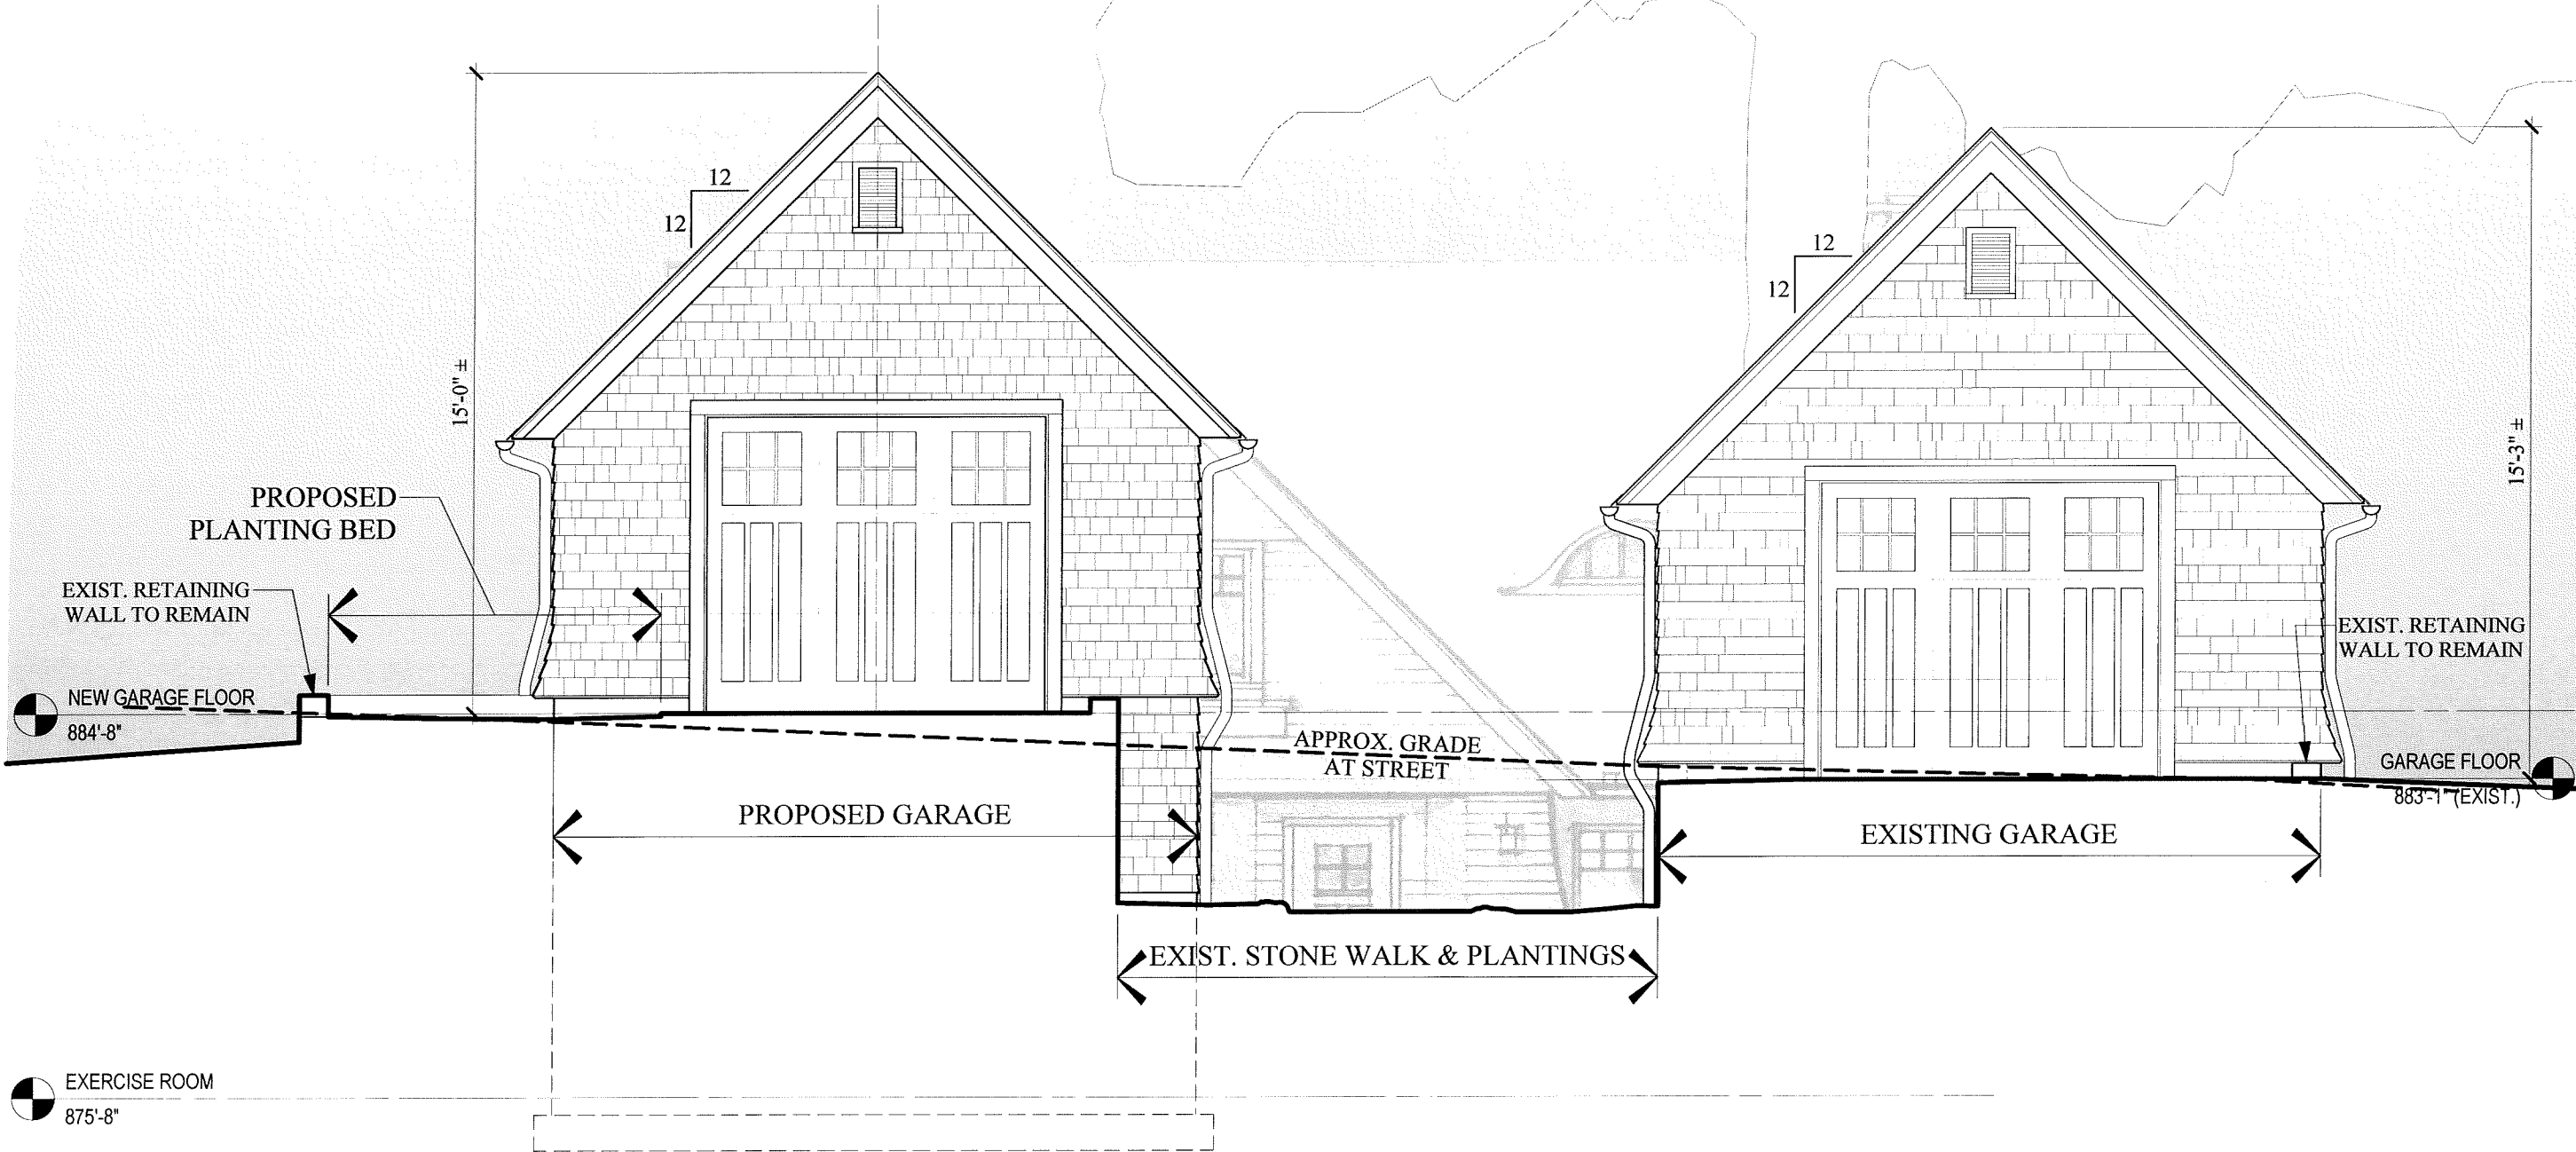 12
12
12
12
15'-0" ±
15'-3" ±
PROPOSED
PLANTING BED
EXIST. RETAINING
WALL TO REMAIN
EXIST. RETAINING
WALL TO REMAIN
NEW GARAGE FLOOR
884'-8"
APPROX. GRADE
AT STREET
GARAGE FLOOR
883'-1" (EXIST.)
PROPOSED GARAGE
EXISTING GARAGE
EXIST. STONE WALK & PLANTINGS
EXERCISE ROOM
875'-8"